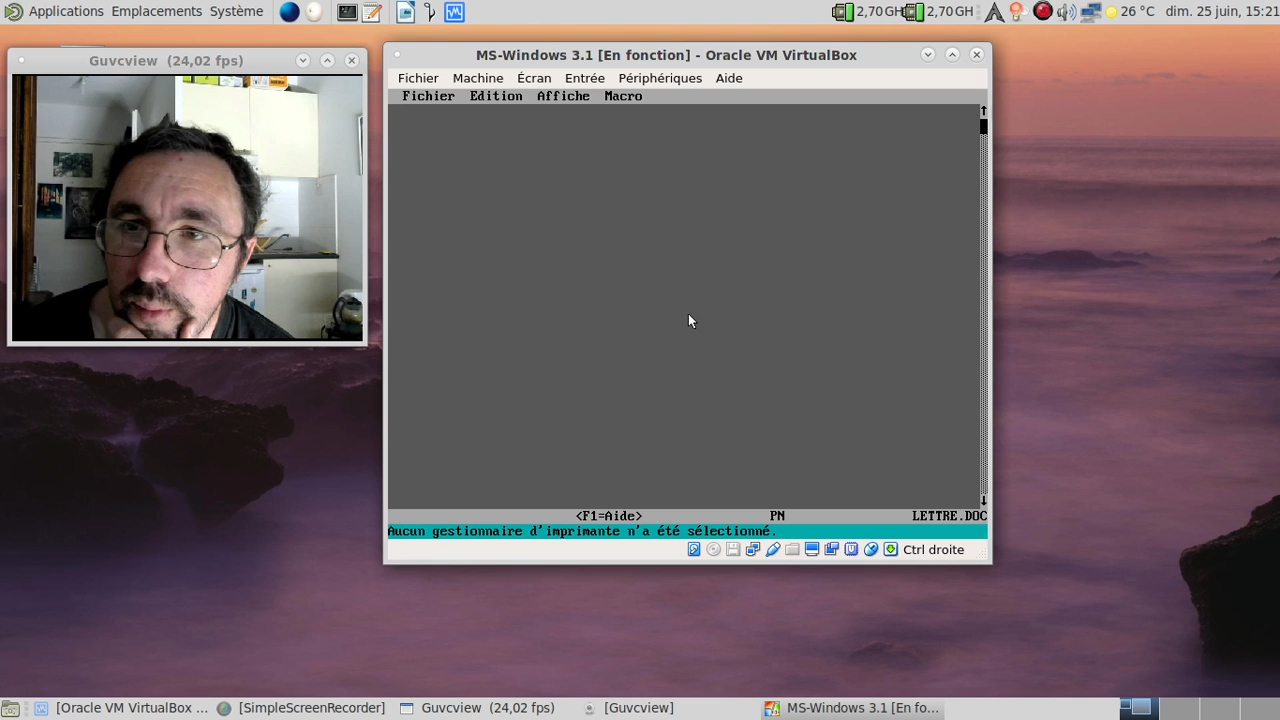 Applications Emplacements Système
2,70 GH 2,70 GH 26 °C dim. 25 juin, 15:21
Guvcview (24,02 fps)
MS-Windows 3.1 [En fonction] - Oracle VM VirtualBox
Fichier Machine Écran Entrée Périphériques Aide
Fichier Edition Affiche Macro
<F1=Aide> PN LETTRE.DOC
Aucun gestionnaire d'imprimante n'a été sélectionné.
Ctrl droite
[Oracle VM VirtualBox ... [SimpleScreenRecorder] Guvcview (24,02 fps) [Guvcview] MS-Windows 3.1 [En fo...